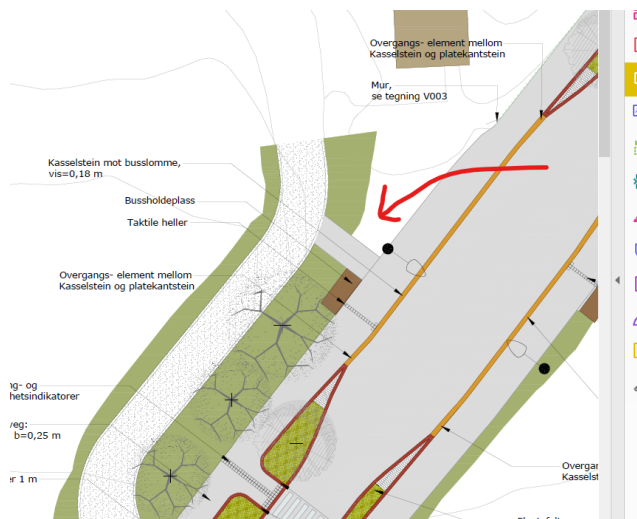 Overgangs- element mellom
Kasselstein og platekantstein
Mur,
se tegning V003
Kasselstein mot busslomme,
vis=0,18 m
Bussholdeplass
Taktile heller
Overgangs- element mellom
Kasselstein og platekantstein
ng- og
hetsindikatorer
veg:
b=0,25 m
er 1 m
Overgan
Kasselst